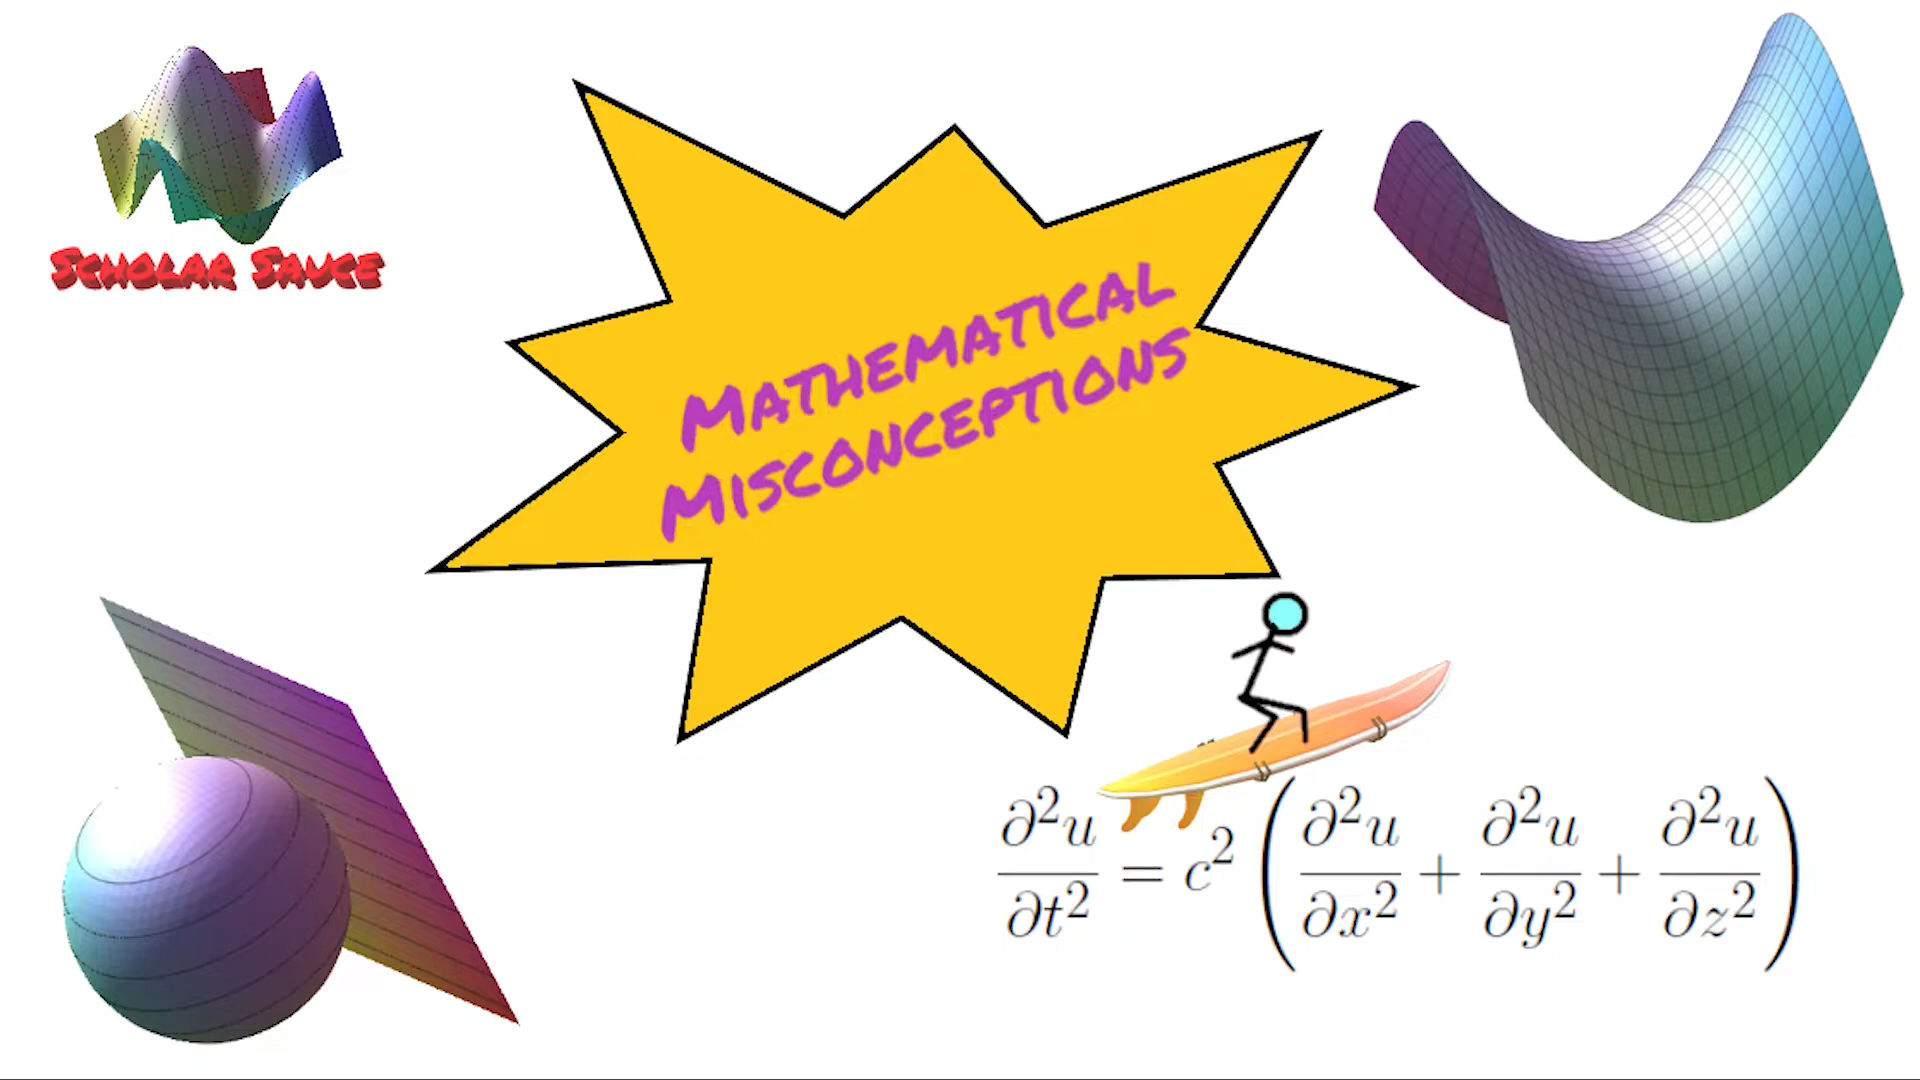 SCHOLAR SAUCE
MATHEMATICAL
MISCONCEPTIONS
∂²u/∂t² = c² (∂²u/∂x² + ∂²u/∂y² + ∂²u/∂z²)